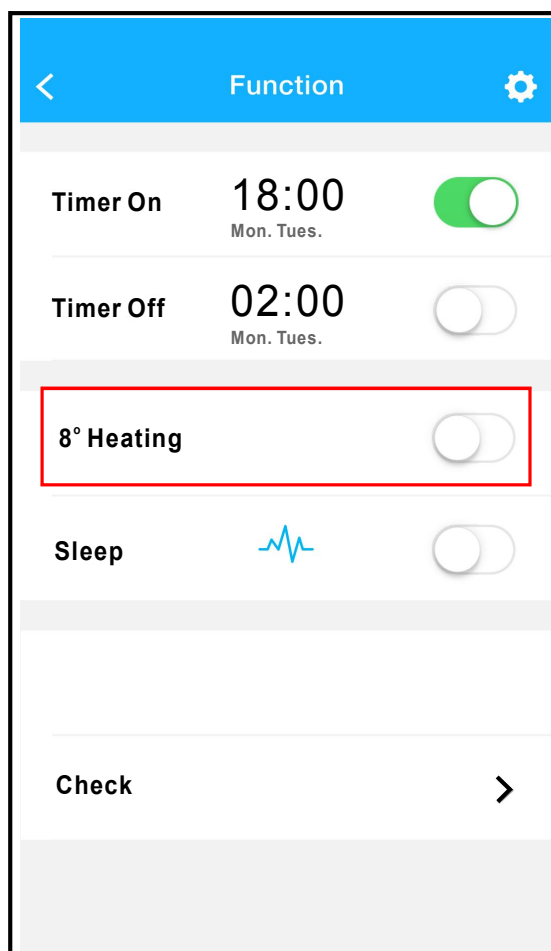 Function
Timer On 18:00
Mon. Tues.
Timer Off 02:00
Mon. Tues.
8° Heating
Sleep
Check